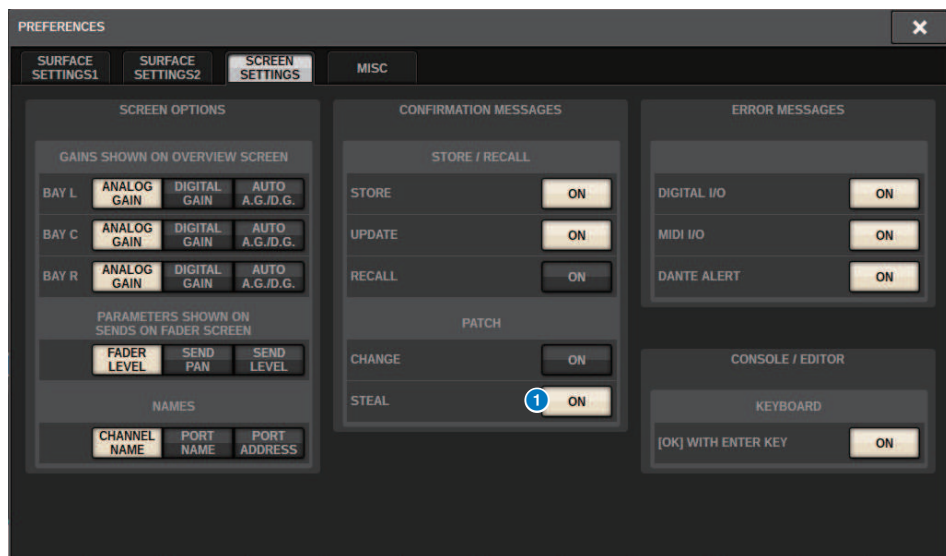 PREFERENCES
SURFACE
SETTINGS1
SURFACE
SETTINGS2
SCREEN
SETTINGS
MISC
SCREEN OPTIONS
GAINS SHOWN ON OVERVIEW SCREEN
BAY L
ANALOG
GAIN
DIGITAL
GAIN
AUTO
A.G./D.G.
BAY C
ANALOG
GAIN
DIGITAL
GAIN
AUTO
A.G./D.G.
BAY R
ANALOG
GAIN
DIGITAL
GAIN
AUTO
A.G./D.G.
PARAMETERS SHOWN ON
SENDS ON FADER SCREEN
FADER
LEVEL
SEND
PAN
SEND
LEVEL
NAMES
CHANNEL
NAME
PORT
NAME
PORT
ADDRESS
CONFIRMATION MESSAGES
STORE / RECALL
STORE ON
UPDATE ON
RECALL ON
PATCH
CHANGE ON
STEAL 1 ON
ERROR MESSAGES
DIGITAL I/O ON
MIDI I/O ON
DANTE ALERT ON
CONSOLE / EDITOR
KEYBOARD
[OK] WITH ENTER KEY ON